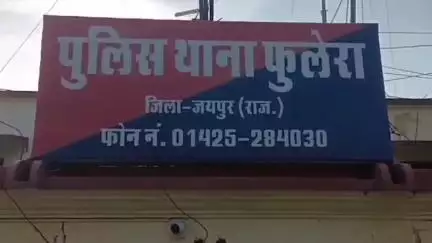 पुलिस थाना फुलेरा
जिला-जयपुर (राज.)
फोन नं. 01425-284030